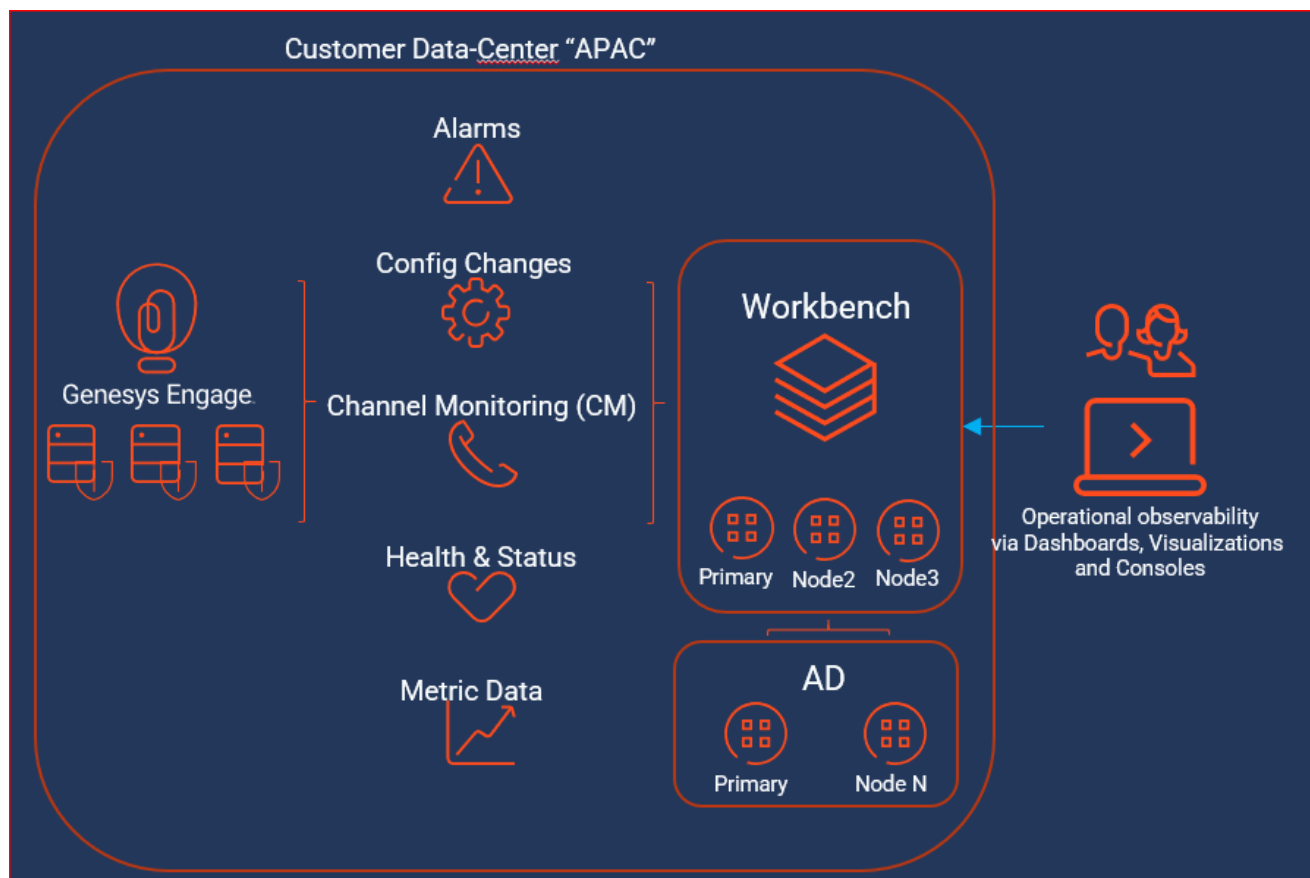 Customer Data-Center “APAC”
Alarms
Config Changes
Genesys Engage.
Channel Monitoring (CM)
Health & Status
Metric Data
Workbench
Primary
Node2
Node3
AD
Primary
Node N
Operational observability
via Dashboards, Visualizations
and Consoles